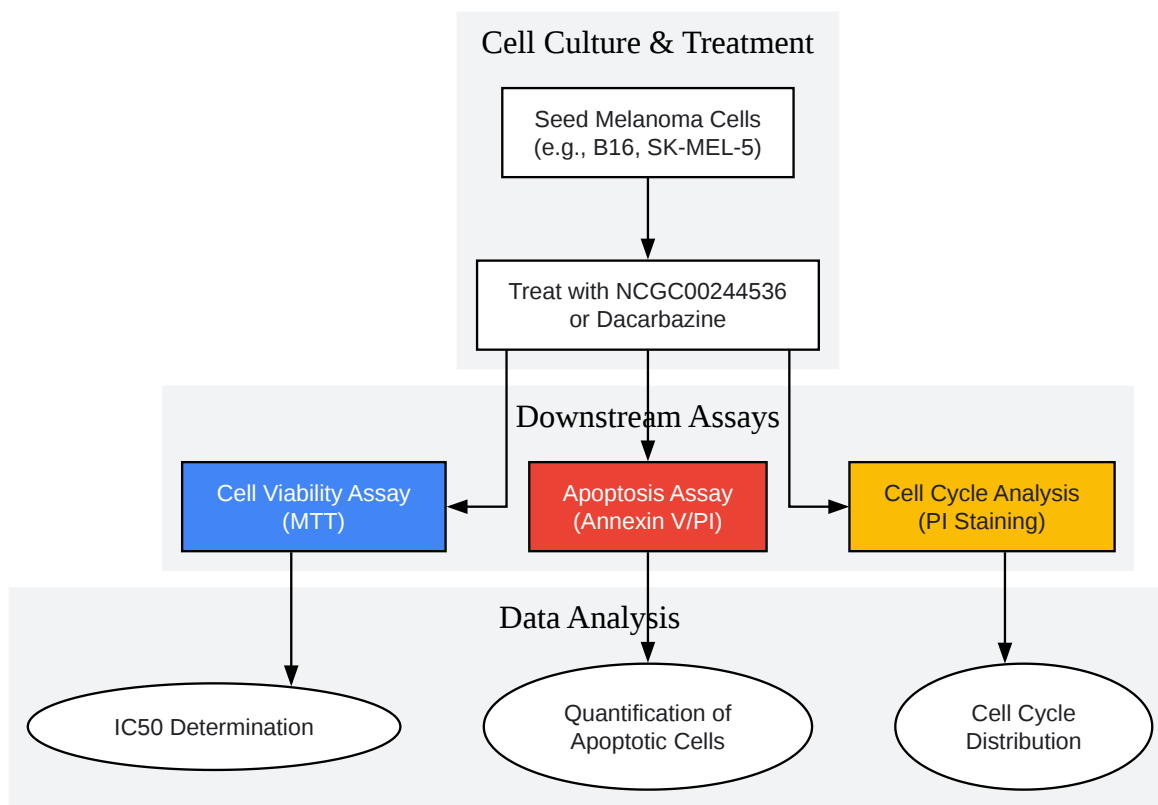 Cell Culture & Treatment
Seed Melanoma Cells
(e.g., B16, SK-MEL-5)
Treat with NCGC00244536
or Dacarbazine
Downstream Assays
Cell Viability Assay
(MTT)
Apoptosis Assay
(Annexin V/PI)
Cell Cycle Analysis
(PI Staining)
Data Analysis
IC50 Determination
Quantification of
Apoptotic Cells
Cell Cycle
Distribution